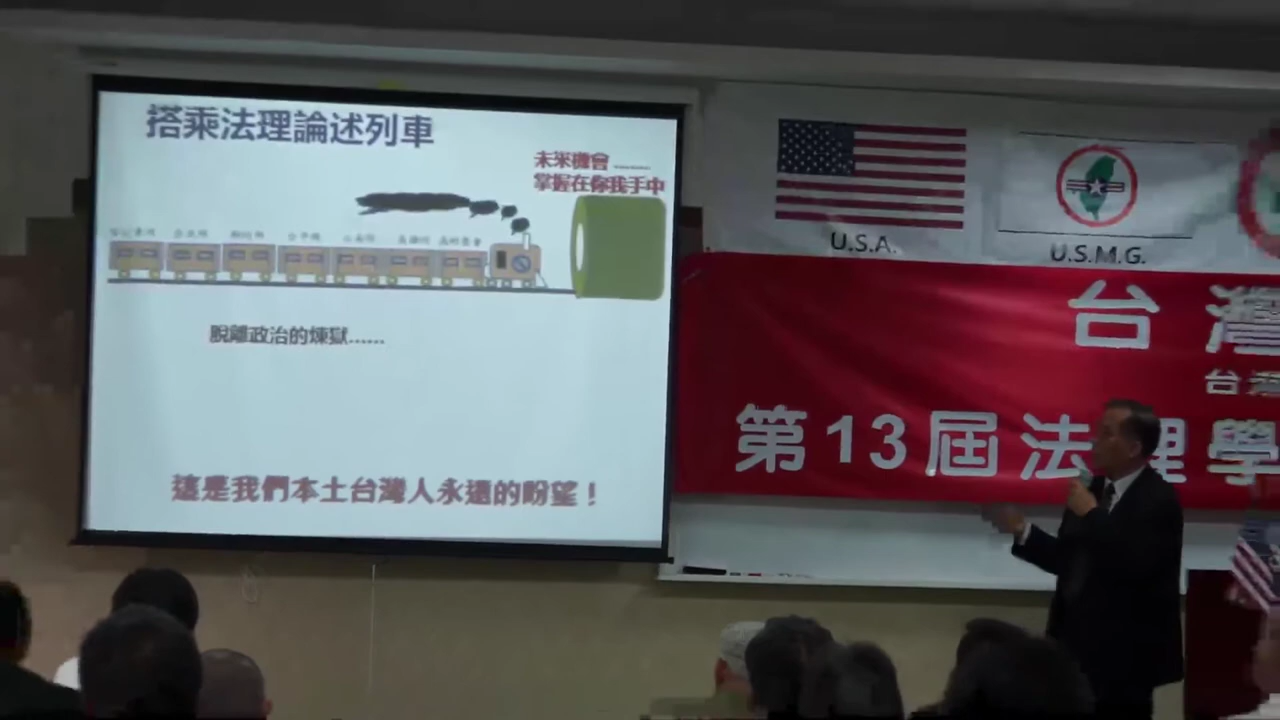 搭乘法理論述列車
未來機會........
掌握在你我手中
脫離政治的煉獄......
這是我們本土台灣人永遠的盼望！
U.S.A.
U.S.M.G.
台灣
台灣
第13屆法理學